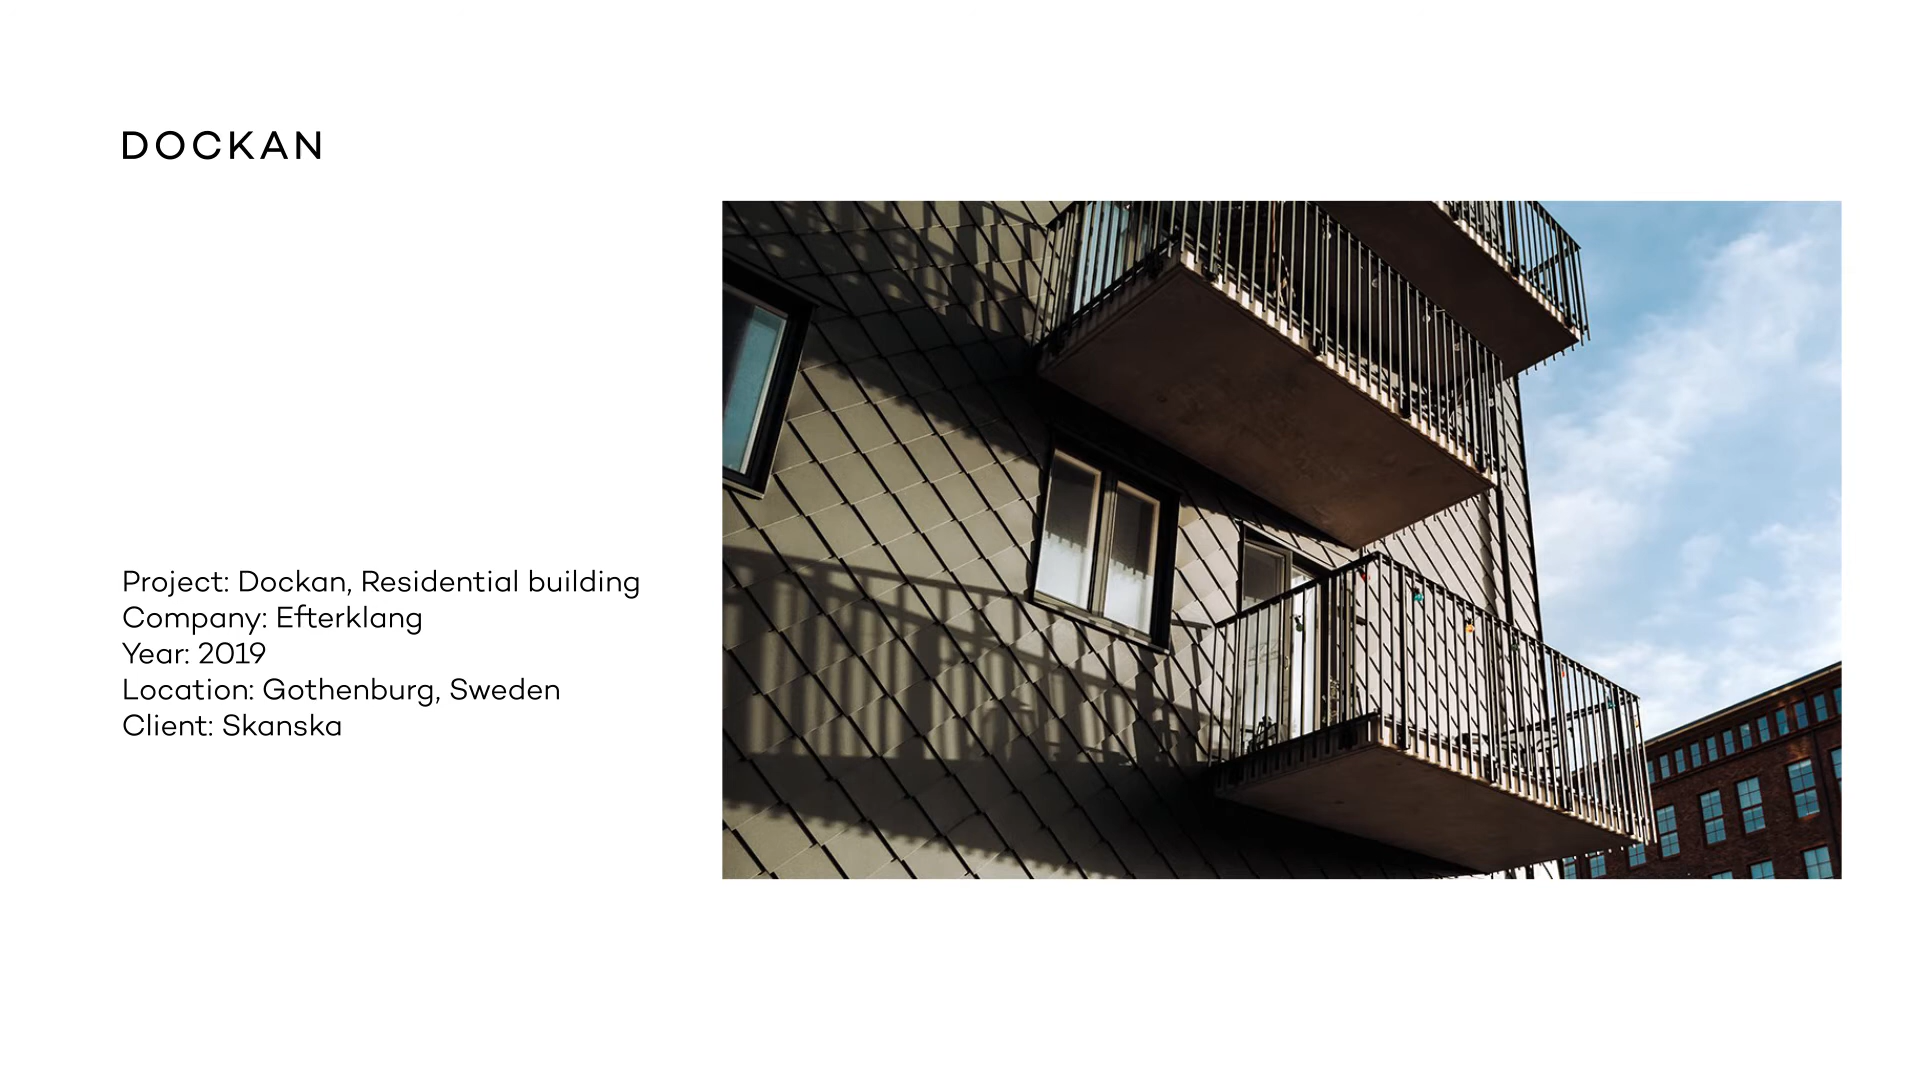 DOCKAN
Project: Dockan, Residential building
Company: Efterklang
Year: 2019
Location: Gothenburg, Sweden
Client: Skanska